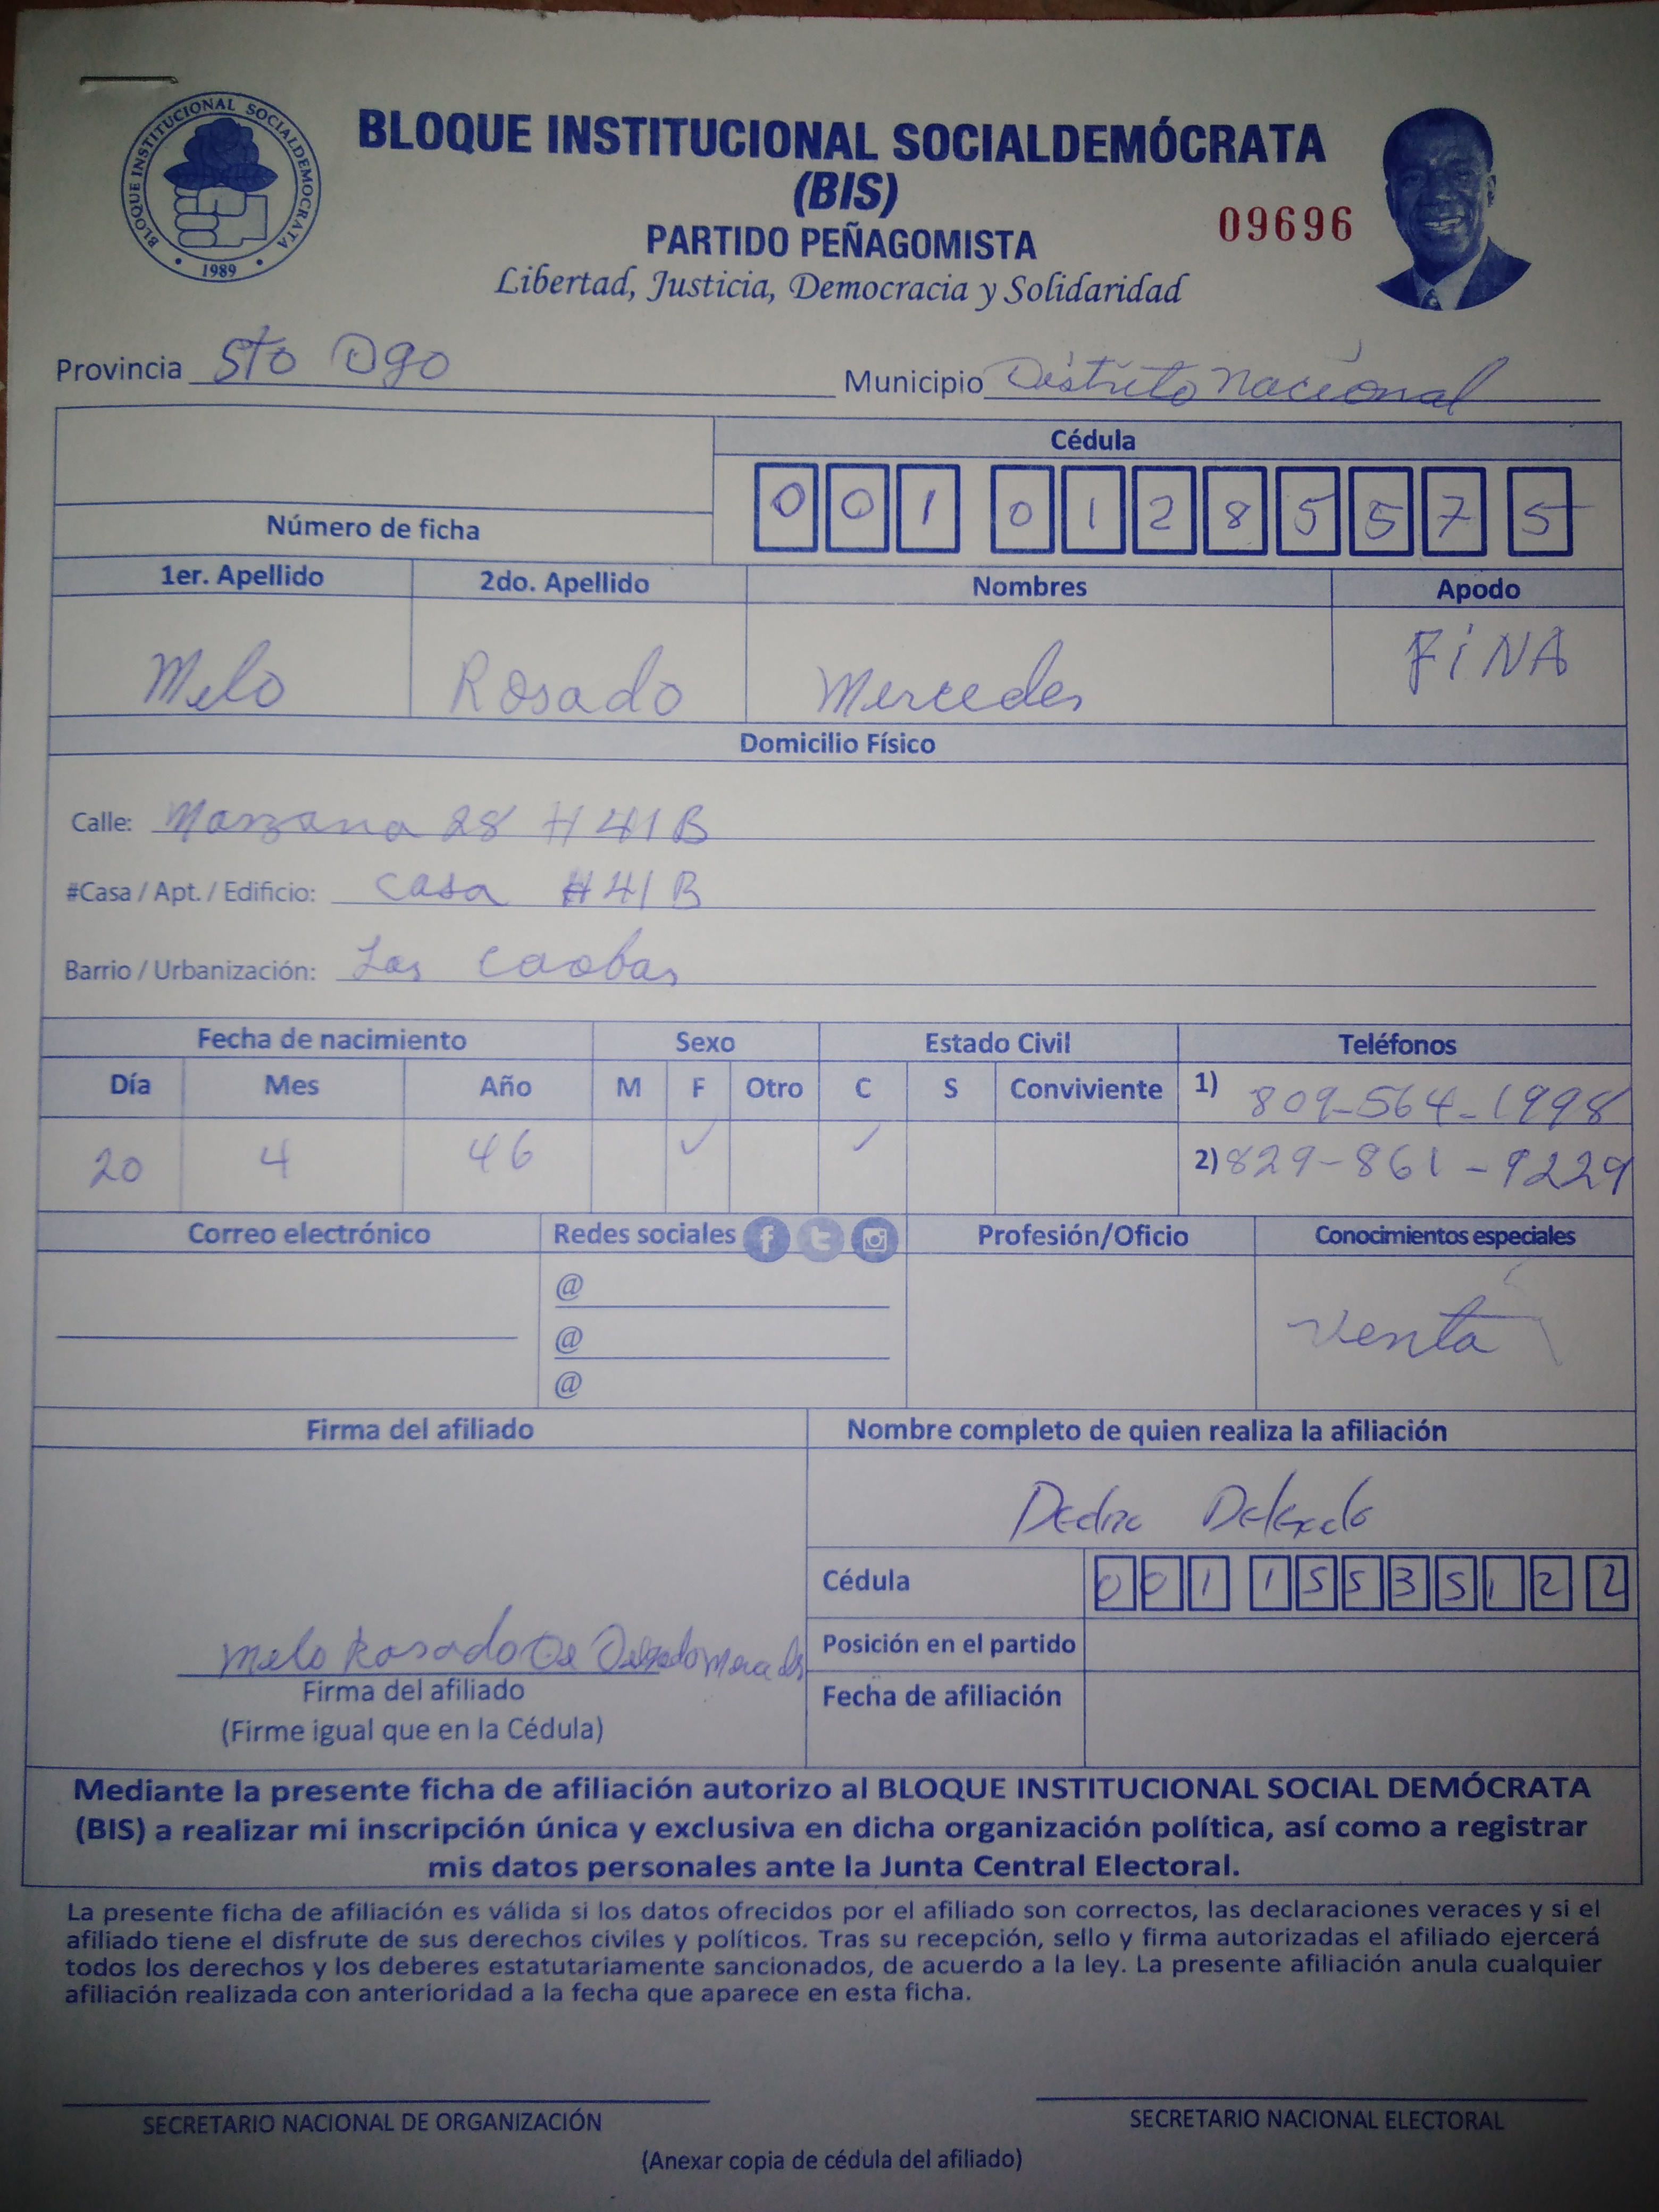 BLOQUE INSTITUCIONAL SOCIALDEMOCRATA
1989
BLOQUE INSTITUCIONAL SOCIALDEMÓCRATA
(BIS)
PARTIDO PEÑAGOMISTA
09696
Libertad, Justicia, Democracia y Solidaridad
Provincia Sto Dgo
Municipio Distrito Nacional
Cédula
0 0 1 0 1 2 8 5 5 7 5
Número de ficha
1er. Apellido 2do. Apellido Nombres Apodo
Melo Rosado Mercedes FiNA
Domicilio Físico
Calle: Manzana 28 # 41 B
#Casa / Apt. / Edificio: casa #41 B
Barrio / Urbanización: Las caobas
Fecha de nacimiento Sexo Estado Civil Teléfonos
Día Mes Año M F Otro C S Conviviente 1) 809-564-1998
20 4 46 ✓ ✓ 2) 829-861-9229
Correo electrónico Redes sociales Profesión/Oficio Conocimientos especiales
@
@
@
venta
Firma del afiliado Nombre completo de quien realiza la afiliación
Pedro Delgado
Cédula 0 0 1 1 5 5 3 5 1 2 2
Melo Rosado De Delgado Mercedes
Posición en el partido
Firma del afiliado
Fecha de afiliación
(Firme igual que en la Cédula)
Mediante la presente ficha de afiliación autorizo al BLOQUE INSTITUCIONAL SOCIAL DEMÓCRATA
(BIS) a realizar mi inscripción única y exclusiva en dicha organización política, así como a registrar
mis datos personales ante la Junta Central Electoral.
La presente ficha de afiliación es válida si los datos ofrecidos por el afiliado son correctos, las declaraciones veraces y si el
afiliado tiene el disfrute de sus derechos civiles y políticos. Tras su recepción, sello y firma autorizadas el afiliado ejercerá
todos los derechos y los deberes estatutariamente sancionados, de acuerdo a la ley. La presente afiliación anula cualquier
afiliación realizada con anterioridad a la fecha que aparece en esta ficha.
SECRETARIO NACIONAL DE ORGANIZACIÓN
SECRETARIO NACIONAL ELECTORAL
(Anexar copia de cédula del afiliado)